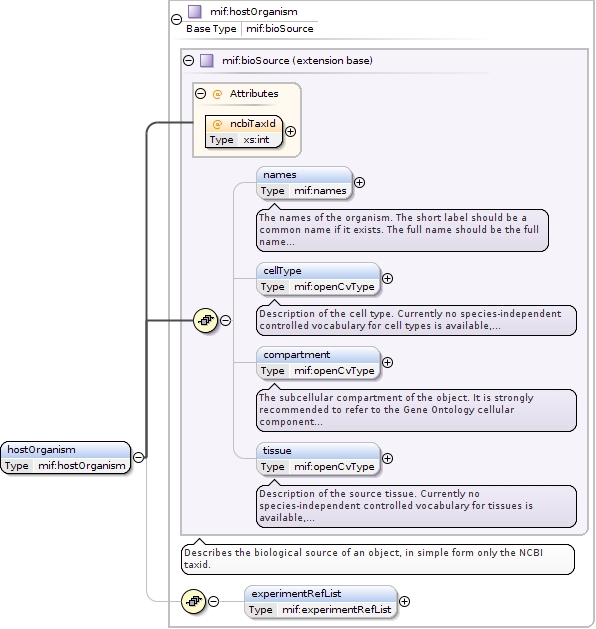 mif:hostOrganism
Base Type mif:bioSource
mif:bioSource (extension base)
@ Attributes
@ ncbiTaxId
Type xs:int
names
Type mif:names
The names of the organism. The short label should be a
common name if it exists. The full name should be the full
name...
cellType
Type mif:openCvType
Description of the cell type. Currently no species-independent
controlled vocabulary for cell types is available,...
compartment
Type mif:openCvType
The subcellular compartment of the object. It is strongly
recommended to refer to the Gene Ontology cellular
component...
hostOrganism
Type mif:hostOrganism
tissue
Type mif:openCvType
Description of the source tissue. Currently no
species-independent controlled vocabulary for tissues is
available,...
Describes the biological source of an object, in simple form only the NCBI
taxid.
experimentRefList
Type mif:experimentRefList